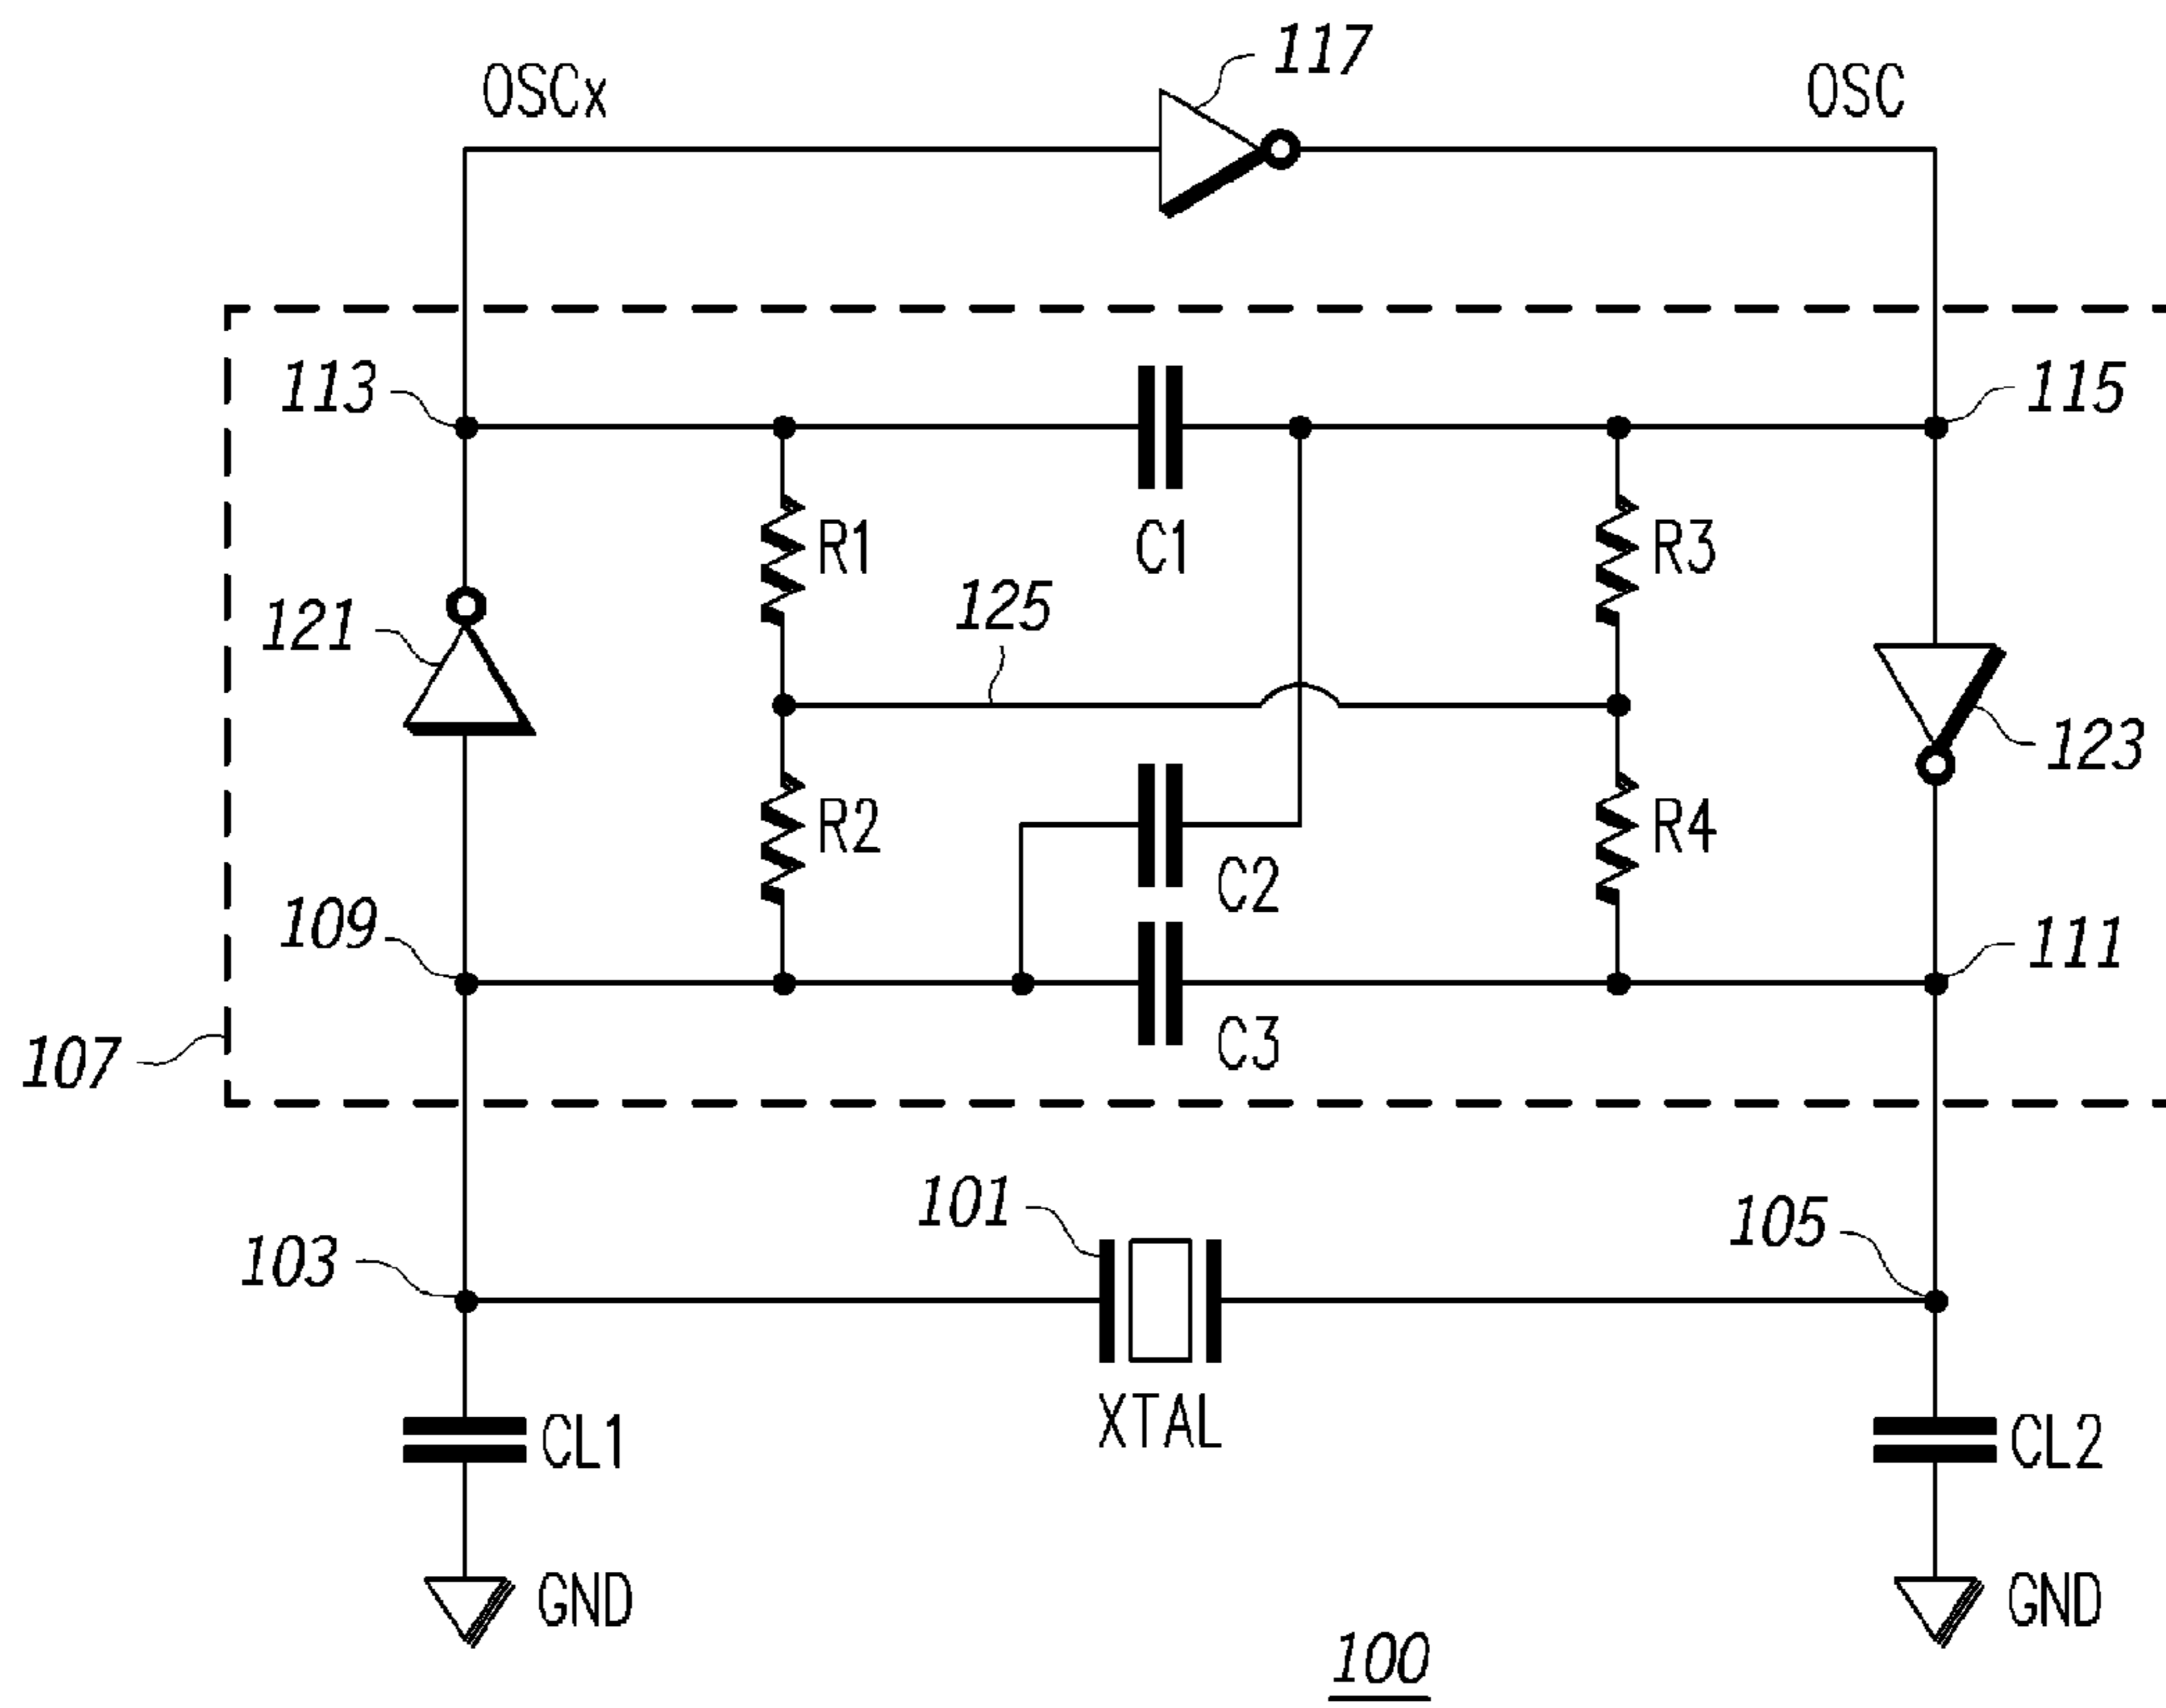 117
OSCx
OSC
113
115
R1
C1
R3
125
121
123
R2
C2
R4
109
111
C3
107
101
103
105
XTAL
CL1
CL2
GND
GND
100